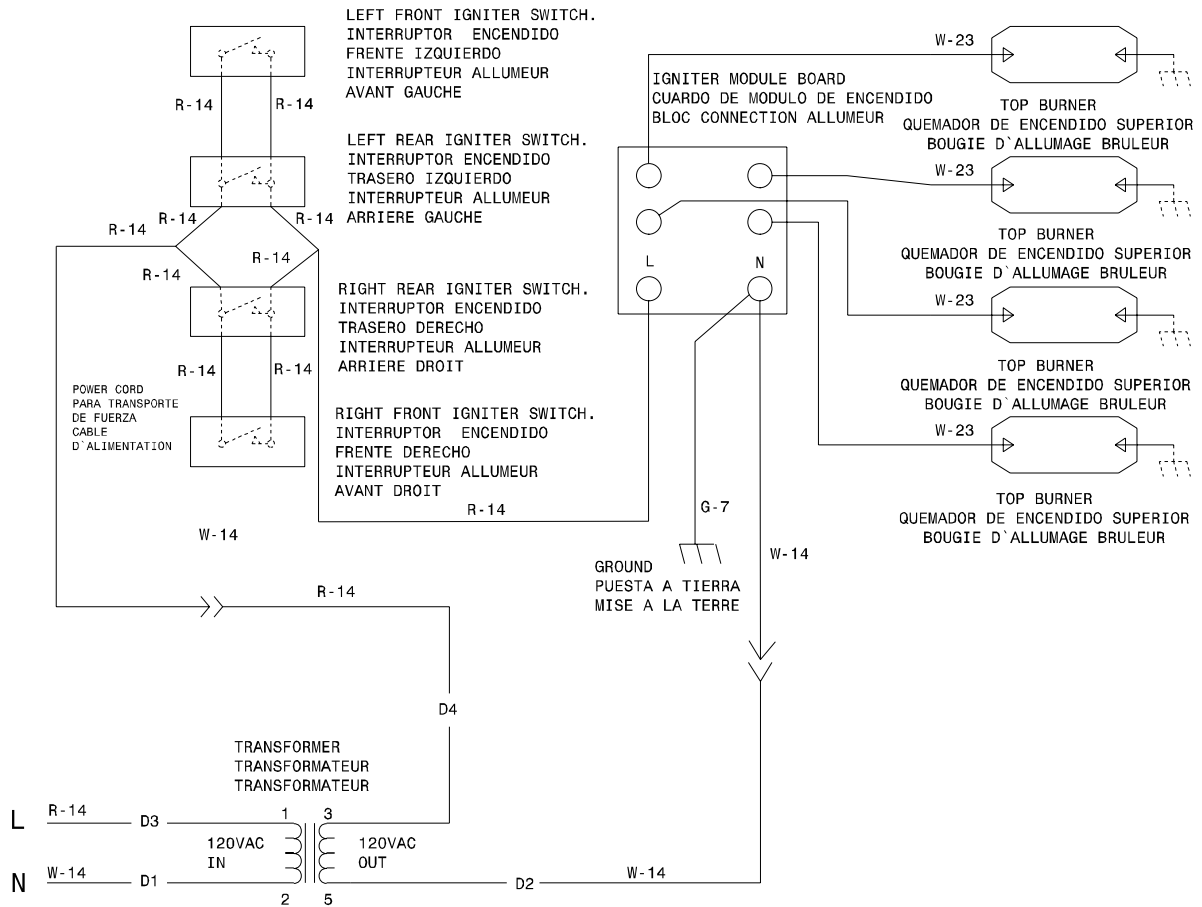 LEFT FRONT IGNITER SWITCH.
INTERRUPTOR ENCENDIDO
FRENTE IZQUIERDO
INTERRUPTEUR ALLUMEUR
AVANT GAUCHE
R-14
R-14
LEFT REAR IGNITER SWITCH.
INTERRUPTOR ENCENDIDO
TRASERO IZQUIERDO
INTERRUPTEUR ALLUMEUR
ARRIERE GAUCHE
R-14
R-14
R-14
R-14
R-14
RIGHT REAR IGNITER SWITCH.
INTERRUPTOR ENCENDIDO
TRASERO DERECHO
INTERRUPTEUR ALLUMEUR
ARRIERE DROIT
R-14
R-14
POWER CORD
PARA TRANSPORTE
DE FUERZA
CABLE
D`ALIMENTATION
RIGHT FRONT IGNITER SWITCH.
INTERRUPTOR ENCENDIDO
FRENTE DERECHO
INTERRUPTEUR ALLUMEUR
AVANT DROIT
R-14
W-14
R-14
IGNITER MODULE BOARD
CUARDO DE MODULO DE ENCENDIDO
BLOC CONNECTION ALLUMEUR
L
N
W-23
TOP BURNER
QUEMADOR DE ENCENDIDO SUPERIOR
BOUGIE D`ALLUMAGE BRULEUR
W-23
TOP BURNER
QUEMADOR DE ENCENDIDO SUPERIOR
BOUGIE D`ALLUMAGE BRULEUR
W-23
TOP BURNER
QUEMADOR DE ENCENDIDO SUPERIOR
BOUGIE D`ALLUMAGE BRULEUR
W-23
TOP BURNER
QUEMADOR DE ENCENDIDO SUPERIOR
BOUGIE D`ALLUMAGE BRULEUR
G-7
W-14
GROUND
PUESTA A TIERRA
MISE A LA TERRE
D4
TRANSFORMER
TRANSFORMATEUR
TRANSFORMATEUR
L
R-14
D3
1
3
120VAC
IN
120VAC
OUT
N
W-14
D1
2
5
D2
W-14